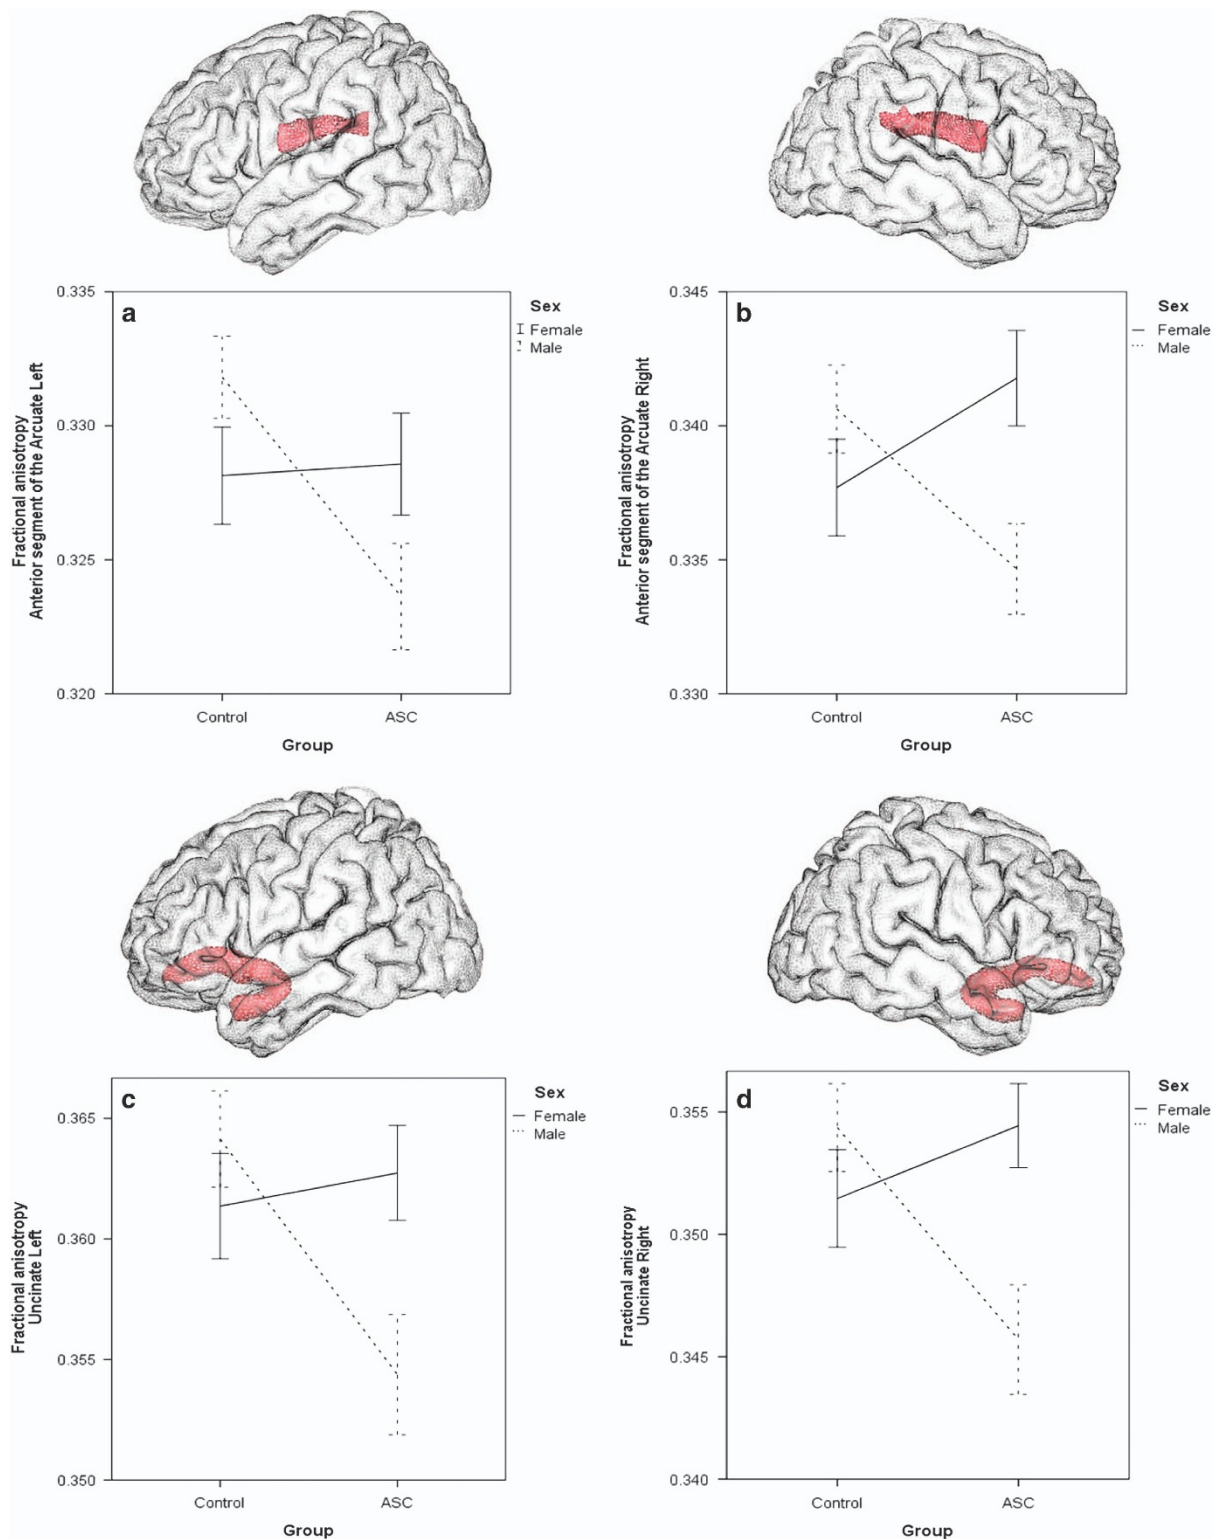 a
0.335
0.330
0.325
0.320
Fractional anisotropy
Anterior segment of the Arcuate Left
Control
ASC
Group
Sex
Female
Male
b
0.345
0.340
0.335
0.330
Fractional anisotropy
Anterior segment of the Arcuate Right
Control
ASC
Group
Sex
Female
Male
c
0.365
0.360
0.355
0.350
Fractional anisotropy
Uncinate Left
Control
ASC
Group
Sex
Female
Male
d
0.355
0.350
0.345
0.340
Fractional anisotropy
Uncinate Right
Control
ASC
Group
Sex
Female
Male